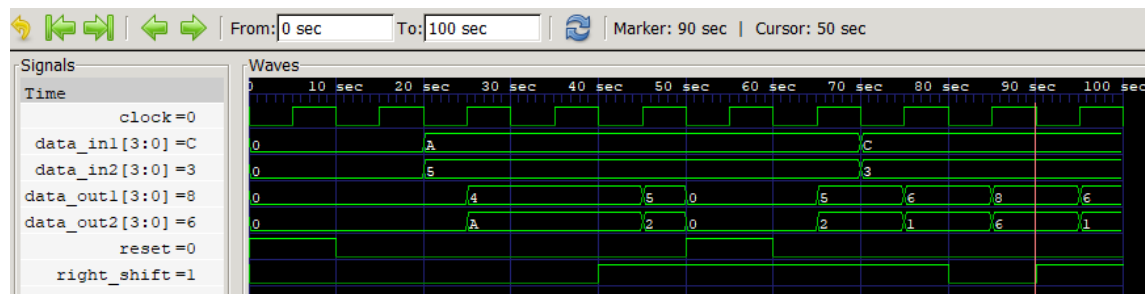 From: 0 sec To: 100 sec Marker: 90 sec | Cursor: 50 sec
Signals Waves
Time 0 10 sec 20 sec 30 sec 40 sec 50 sec 60 sec 70 sec 80 sec 90 sec 100 sec
clock=0
data_in1[3:0] =C 0 A C
data_in2[3:0] =3 0 5 3
data_out1[3:0] =8 0 4 5 0 5 6 8 6
data_out2[3:0] =6 0 A 2 0 2 1 6 1
reset=0
right_shift=1